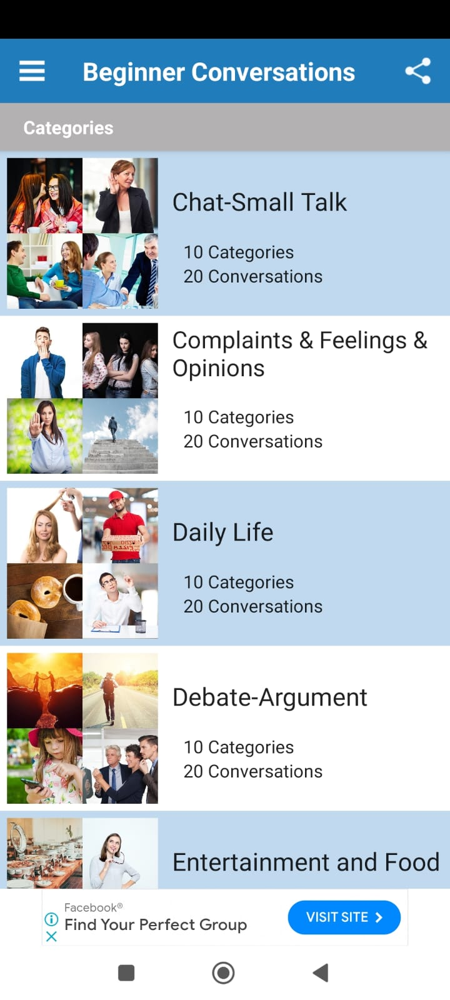 Beginner Conversations
Categories
Chat-Small Talk
10 Categories
20 Conversations
Complaints & Feelings &
Opinions
10 Categories
20 Conversations
Daily Life
10 Categories
20 Conversations
Debate-Argument
10 Categories
20 Conversations
Entertainment and Food
Facebook®
Find Your Perfect Group
VISIT SITE